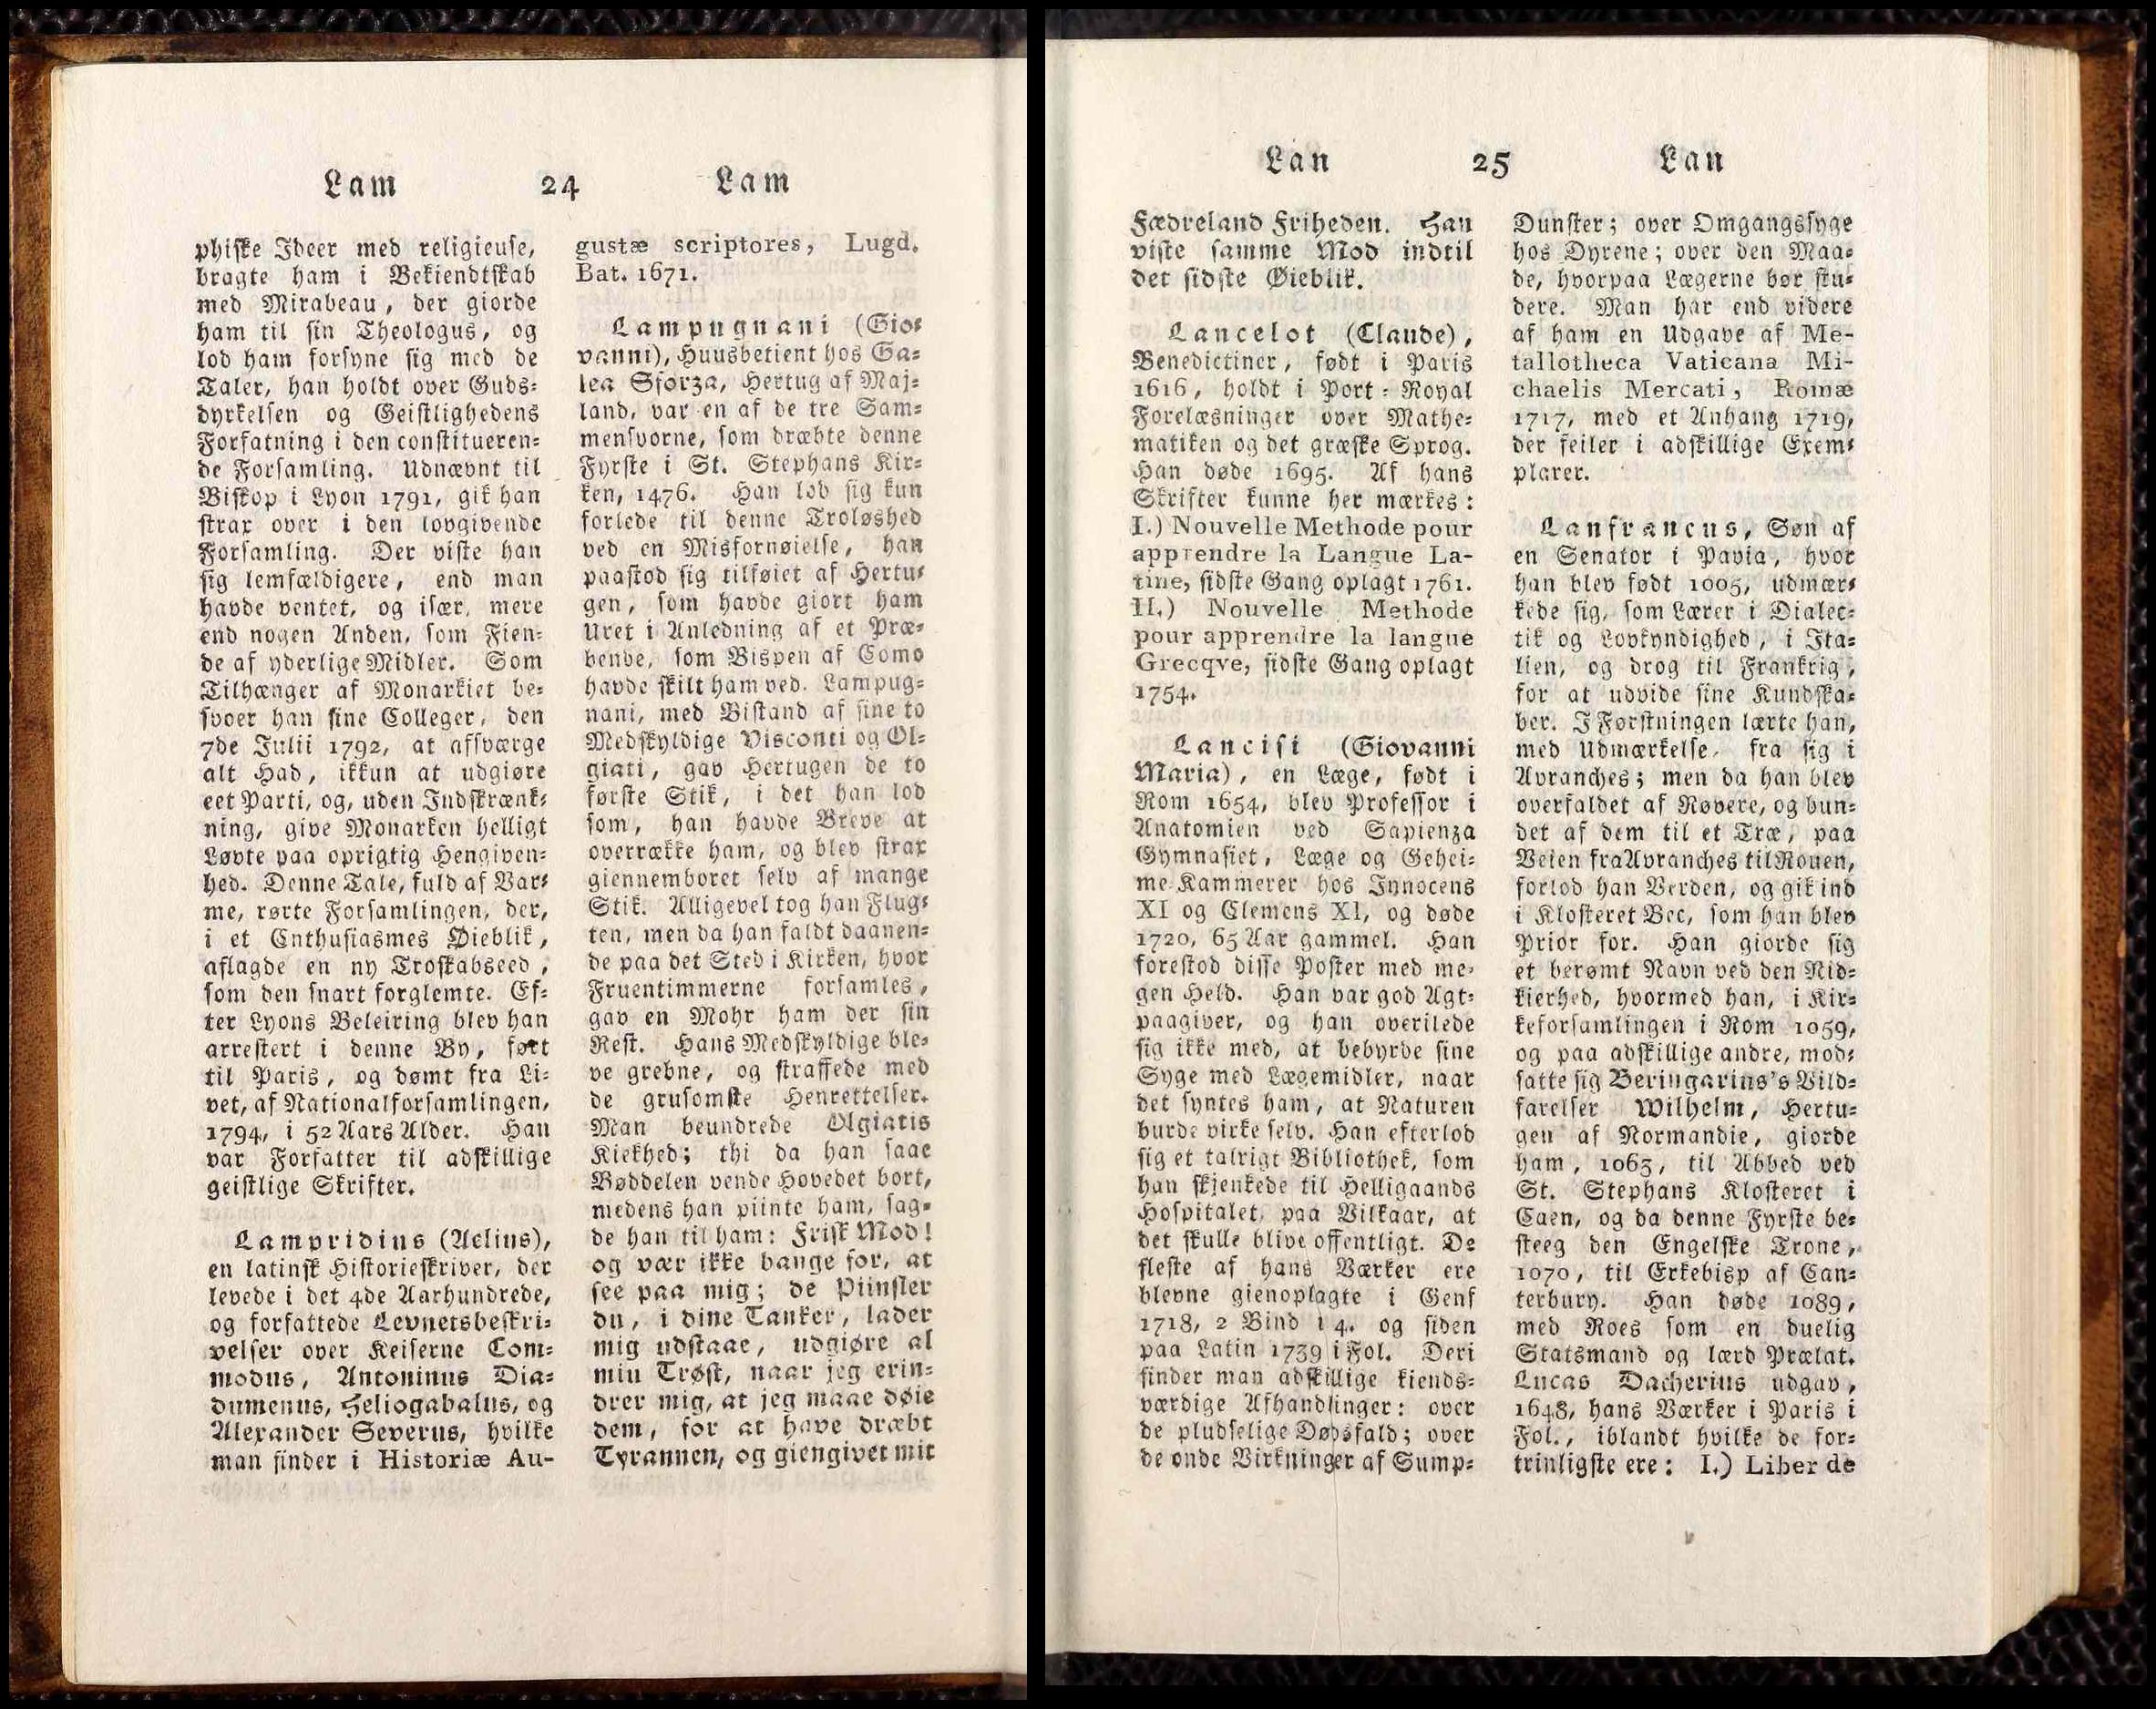 Lam 24 Lam
phiske Ideer med religieuse,
bragte ham i Bekiendtskab
med Mirabeau, der giorde
ham til sin Theologus, og
lod ham forsyne sig med de
Taler, han holdt over Guds-
dyrkelsen og Geistlighedens
Forfatning i den constitueren-
de Forsamling. Udnævnt til
Biskop i Lyon 1791, gik han
strax over i den lovgivende
Forsamling. Der viste han
sig lemfældigere, end man
havde ventet, og især, mere
end nogen Anden, som Fien-
de af yderlige Midler. Som
Tilhænger af Monarkiet be-
svoer han sine Colleger, den
7de Julii 1792, at afsværge
alt Had, ikkun at udgiøre
eet Parti, og, uden Indskrænk-
ning, give Monarken helligt
Løvte paa oprigtig Hengiven-
hed. Denne Tale, fuld af Var-
me, rørte Forsamlingen, der,
i et Enthusiasmes Øieblik,
aflagde en ny Troskabseed,
som den snart forglemte. Ef-
ter Lyons Beleiring blev han
arrestert i denne By, ført
til Paris, og dømt fra Li-
vet, af Nationalforsamlingen,
1794, i 52 Aars Alder. Han
var Forfatter til adskillige
geistlige Skrifter.
Lampridius (Aelius),
en latinsk Historieskriver, der
levede i det 4de Aarhundrede,
og forfattede Levnetsbeskri-
velser over Keiserne Com-
modus, Antoninus Dia-
dumenus, Heliogabalus, og
Alexander Severus, hvilke
man finder i Historiæ Au-
gustæ scriptores, Lugd.
Bat. 1671.
Lampugnani (Gio-
vanni), Huusbetient hos Ga-
lea Sforza, Hertug af Maj-
land, var en af de tre Sam-
mensvorne, som dræbte denne
Fyrste i St. Stephans Kir-
ken, 1476. Han lod sig kun
forlede til denne Troløshed
ved en Misfornøielse, han
paastod sig tilføiet af Hertu-
gen, som havde giort ham
Uret i Anledning af et Præ-
bende, som Bispen af Como
havde skilt ham ved. Lampug-
nani, med Bistand af sine to
Medskyldige Visconti og Ol-
giati, gav Hertugen de to
første Stik, i det han lod
som, han havde Breve at
overrække ham, og blev strax
giennemboret selv af mange
Stik. Alligevel tog han Flug-
ten, men da han faldt daanen-
de paa det Sted i Kirken, hvor
Fruentimmerne forsamles,
gav en Mohr ham der sin
Rest. Hans Medskyldige ble-
ve grebne, og straffede med
de grusomste Henrettelser.
Man beundrede Olgiatis
Kiekhed; thi da han saae
Bøddelen vende Hovedet bort,
medens han piinte ham, sag-
de han til ham: Frisk Mod!
og vær ikke bange for, at
see paa mig; de Piinsler
du, i dine Tanker, lader
mig udstaae, udgiøre al
min Trøst, naar jeg erin-
drer mig, at jeg maae døie
dem, for at have dræbt
Tyrannen, og giengivet mit
Lan 25 Lan
Fædreland Friheden. Han
viste samme Mod indtil
det sidste Øieblik.
Lancelot (Claude),
Benedictiner, født i Paris
1616, holdt i Port-Royal
Forelæsninger over Mathe-
matiken og det græske Sprog.
Han døde 1695. Af hans
Skrifter kunne her mærkes:
I.) Nouvelle Methode pour
apprendre la Langue La-
tine, sidste Gang oplagt 1761.
II.) Nouvelle Methode
pour apprendre la langue
Grecqve, sidste Gang oplagt
1754.
Lancisi (Giovanni
Maria), en Læge, født i
Rom 1654, blev Professor i
Anatomien ved Sapienza
Gymnasiet, Læge og Gehei-
me-Kammerer hos Innocens
XI og Clemens XI, og døde
1720, 65 Aar gammel. Han
forestod disse Poster med me-
gen Held. Han var god Agt-
paagiver, og han overilede
sig ikke med, at bebyrde sine
Syge med Lægemidler, naar
det syntes ham, at Naturen
burde virke selv. Han efterlod
sig et talrigt Bibliothek, som
han skjenkede til Helligaands
Hospitalet, paa Vilkaar, at
det skulle blive offentligt. De
fleste af hans Værker ere
blevne gienoplagte i Genf
1718, 2 Bind i 4. og siden
paa Latin 1739 i Fol. Deri
finder man adskillige kiends-
værdige Afhandlinger: over
de pludselige Dødsfald; over
de onde Virkninger af Sump-
Dunster; over Omgangssyge
hos Dyrene; over den Maa-
de, hvorpaa Lægerne bør stu-
dere. Man har end videre
af ham en Udgave af Me-
tallotheca Vaticana Mi-
chaelis Mercati, Romæ
1717, med et Anhang 1719,
der feiler i adskillige Exem-
plarer.
Lanfrancus, Søn af
en Senator i Pavia, hvor
han blev født 1005, udmær-
kede sig, som Lærer i Dialec-
tik og Lovkyndighed, i Ita-
lien, og drog til Frankrig,
for at udvide sine Kundska-
ber. I Førstningen lærte han,
med Udmærkelse, fra sig i
Avranches; men da han blev
overfaldet af Røvere, og bun-
det af dem til et Træ, paa
Veien fra Avranches til Rouen,
forlod han Verden, og gik ind
i Klosteret Bec, som han blev
Prior for. Han giorde sig
et berømt Navn ved den Nid-
kierhed, hvormed han, i Kir-
keforsamlingen i Rom 1059,
og paa adskillige andre, mod-
satte sig Beringarius's Vild-
farelser Wilhelm, Hertu-
gen af Normandie, giorde
ham, 1063, til Abbed ved
St. Stephans Klosteret i
Caen, og da denne Fyrste be-
steeg den Engelske Trone,
1070, til Erkebisp af Can-
terbury. Han døde 1089,
med Roes som en duelig
Statsmand og lærd Prælat.
Lucas Dacherius udgav,
1648, hans Værker i Paris i
Fol., iblandt hvilke de for-
trinligste ere: I.) Liber de